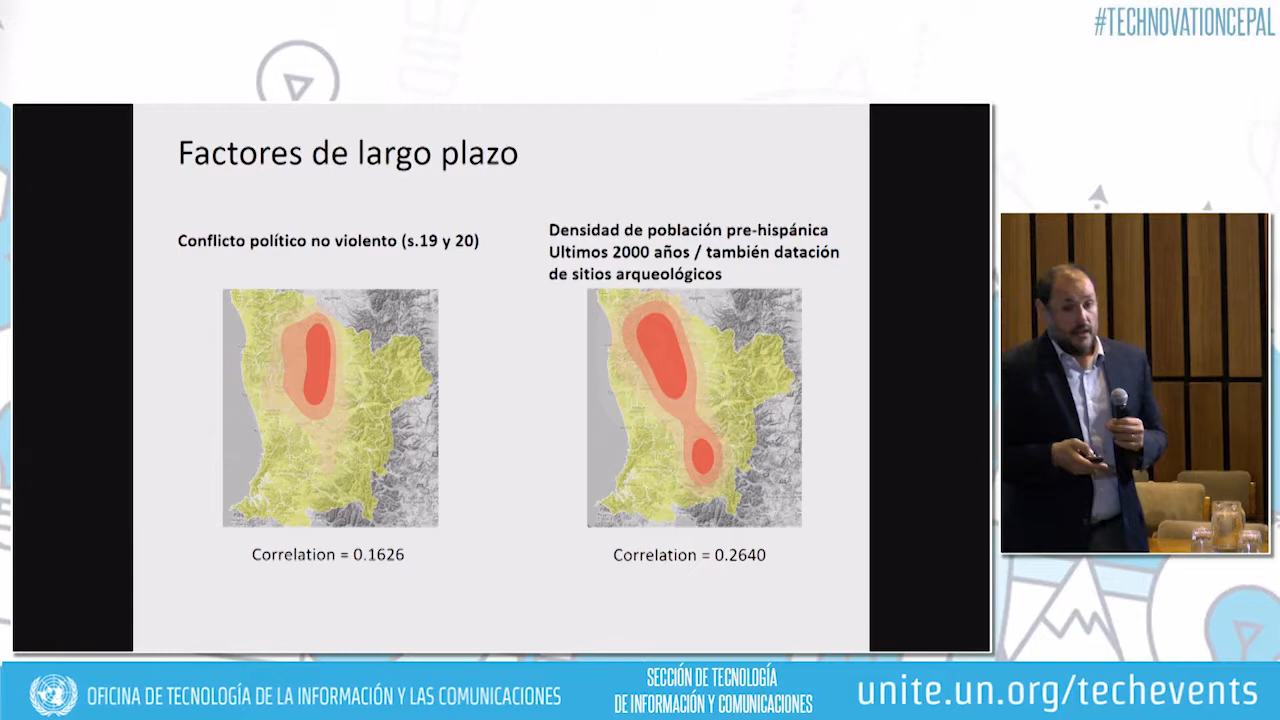 #TECHNOVATIONCEPAL
Factores de largo plazo
Conflicto político no violento (s.19 y 20)
Densidad de población pre-hispánica
Ultimos 2000 años / también datación
de sitios arqueológicos
Correlation = 0.1626
Correlation = 0.2640
OFICINA DE TECNOLOGÍA DE LA INFORMACIÓN Y LAS COMUNICACIONES
SECCIÓN DE TECNOLOGÍA
DE INFORMACIÓN Y COMUNICACIONES
unite.un.org/techevents